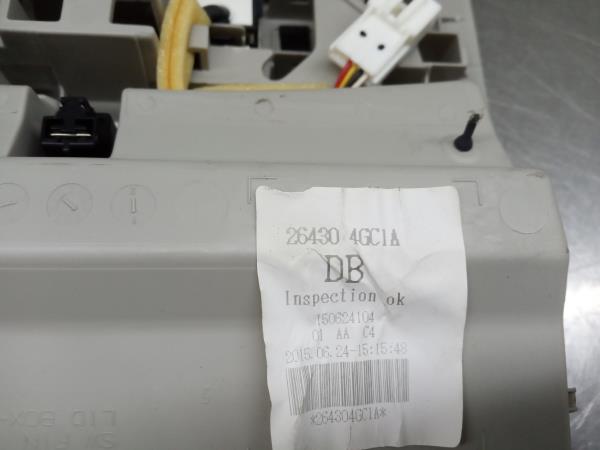 26430 4GC1A
DB
Inspection ok
150624104
01 AA C4
2015.06.24-15:15:48
*264304GC1A*